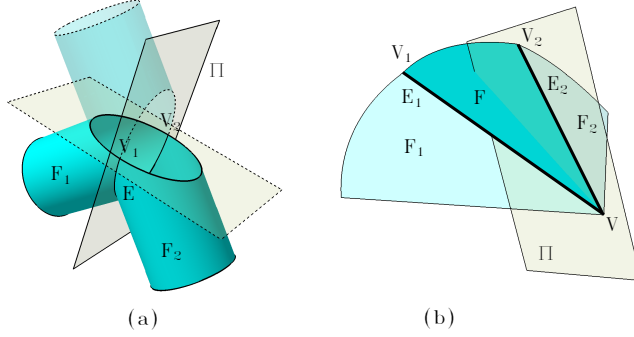 Π
V₁
V₂
E
F₁
F₂
(a)
V₁
V₂
E₁
F
E₂
F₁
F₂
V
Π
(b)